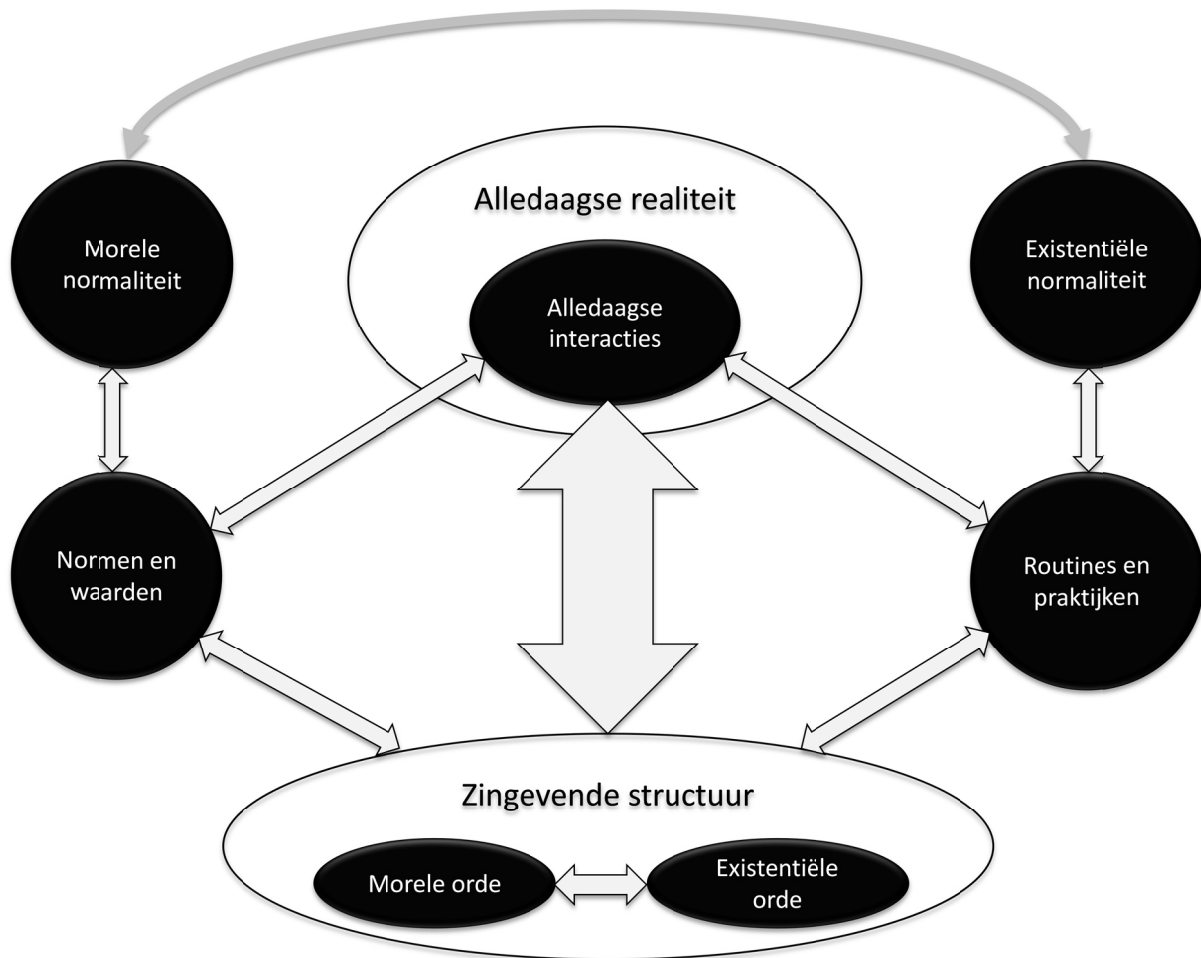 Alledaagse realiteit
Morele
normaliteit
Alledaagse
interacties
Existentiële
normaliteit
Normen en
waarden
Routines en
praktijken
Zingevende structuur
Morele orde
Existentiële
orde